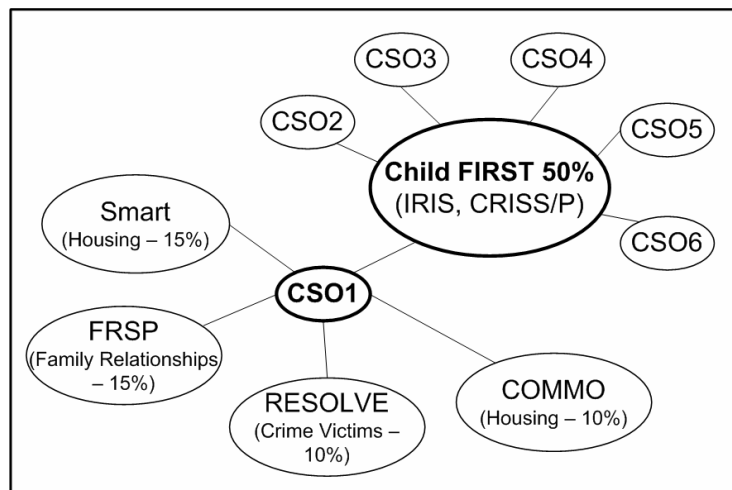 CSO3
CSO4
CSO2
CSO5
Child FIRST 50%
(IRIS, CRISS/P)
CSO6
Smart
(Housing – 15%)
CSO1
FRSP
(Family Relationships
– 15%)
RESOLVE
(Crime Victims –
10%)
COMMO
(Housing – 10%)